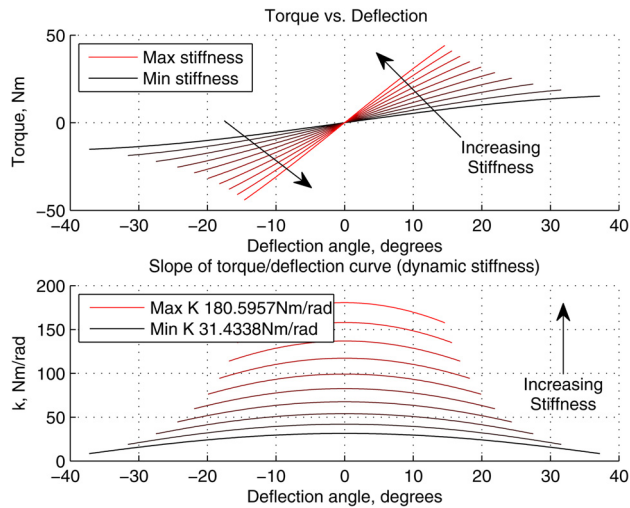 Torque vs. Deflection
50
Max stiffness
Min stiffness
Torque, Nm
0
Increasing
Stiffness
−50
−40 −30 −20 −10 0 10 20 30 40
Deflection angle, degrees
Slope of torque/deflection curve (dynamic stiffness)
200
Max K 180.5957Nm/rad
Min K 31.4338Nm/rad
150
k, Nm/rad
100
Increasing
Stiffness
50
0
−40 −30 −20 −10 0 10 20 30 40
Deflection angle, degrees